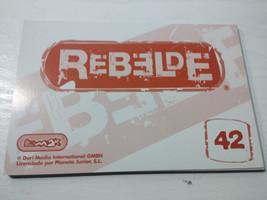 REBELDE
®
42
© Dori Media International GMBH
Licenciado por Planeta Junior, S.L.